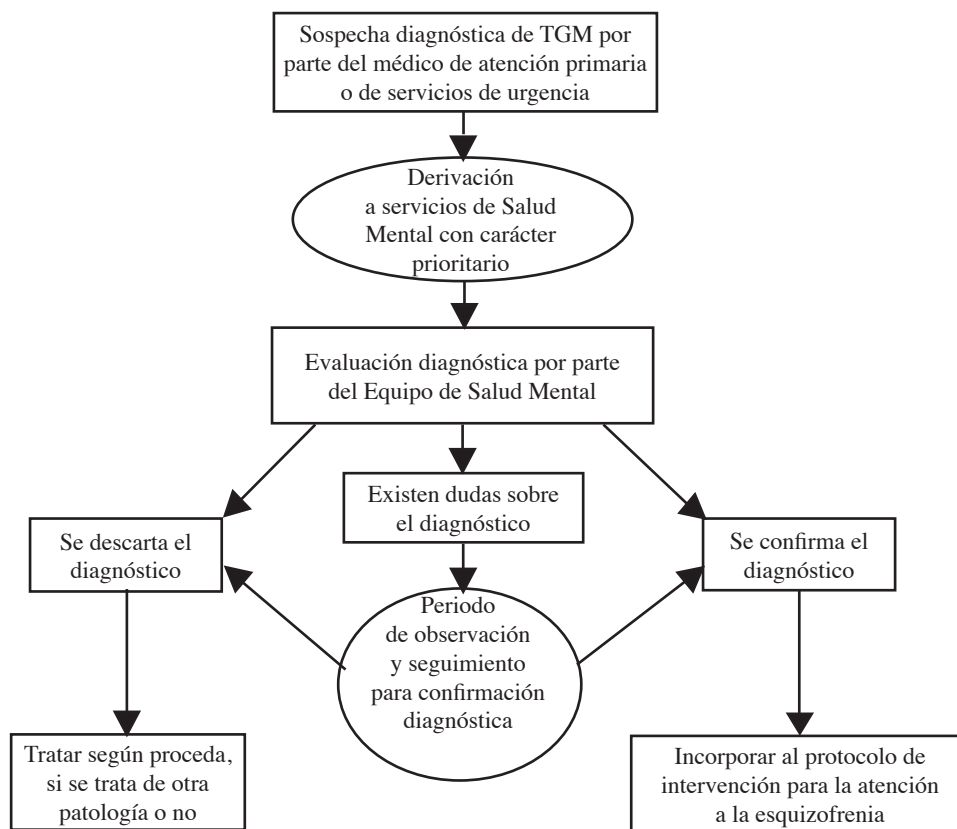 Sospecha diagnóstica de TGM por
parte del médico de atención primaria
o de servicios de urgencia
Derivación
a servicios de Salud
Mental con carácter
prioritario
Evaluación diagnóstica por parte
del Equipo de Salud Mental
Existen dudas sobre
el diagnóstico
Se descarta el
diagnóstico
Se confirma el
diagnóstico
Periodo
de observación
y seguimiento
para confirmación
diagnóstica
Tratar según proceda,
si se trata de otra
patología o no
Incorporar al protocolo de
intervención para la atención
a la esquizofrenia